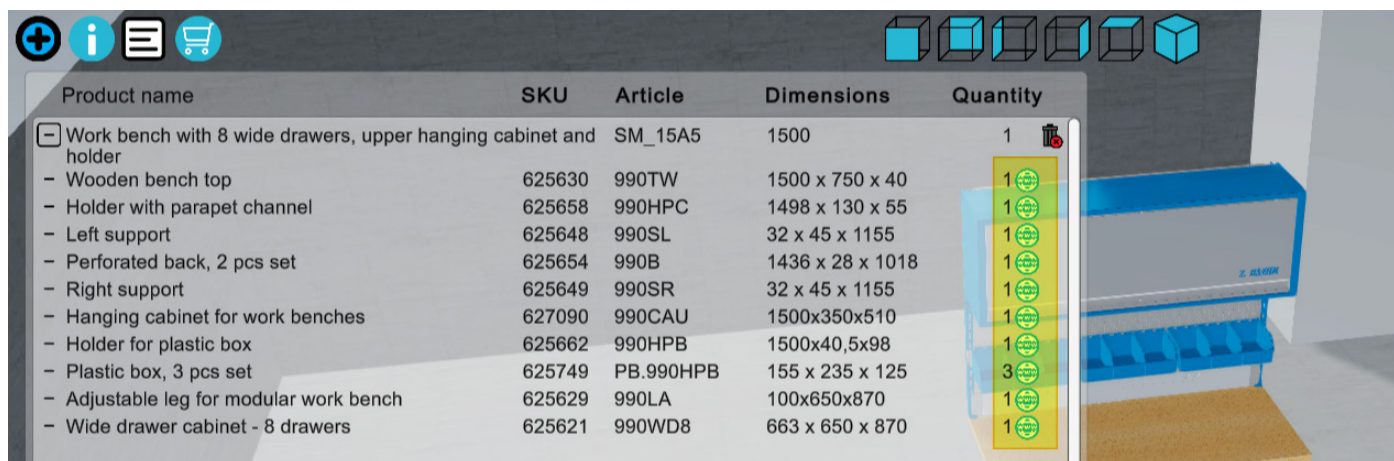 Product name SKU Article Dimensions Quantity
Work bench with 8 wide drawers, upper hanging cabinet and SM_15A5 1500 1
holder
– Wooden bench top 625630 990TW 1500 x 750 x 40 1
– Holder with parapet channel 625658 990HPC 1498 x 130 x 55 1
– Left support 625648 990SL 32 x 45 x 1155 1
– Perforated back, 2 pcs set 625654 990B 1436 x 28 x 1018 1
– Right support 625649 990SR 32 x 45 x 1155 1
– Hanging cabinet for work benches 627090 990CAU 1500x350x510 1
– Holder for plastic box 625662 990HPB 1500x40,5x98 1
– Plastic box, 3 pcs set 625749 PB.990HPB 155 x 235 x 125 3
– Adjustable leg for modular work bench 625629 990LA 100x650x870 1
– Wide drawer cabinet - 8 drawers 625621 990WD8 663 x 650 x 870 1